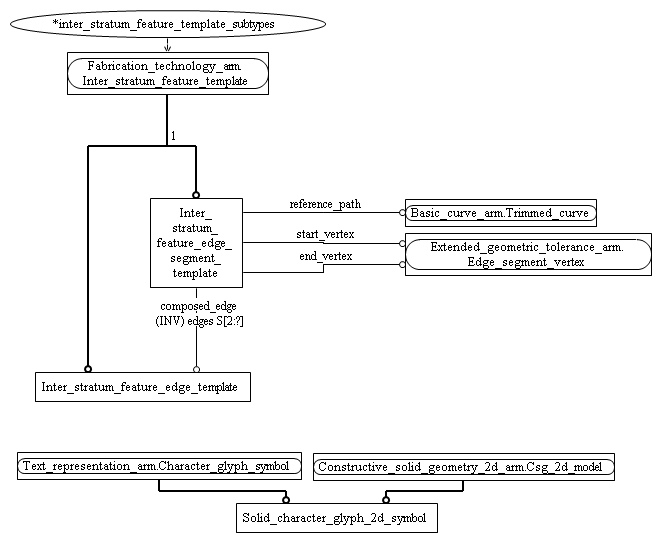 *inter_stratum_feature_template_subtypes
Fabrication_technology_arm.
Inter_stratum_feature_template
1
Inter_
stratum_
feature_edge_
segment_
template
reference_path
Basic_curve_arm.Trimmed_curve
start_vertex
end_vertex
Extended_geometric_tolerance_arm.
Edge_segment_vertex
composed_edge
(INV) edges S[2:?]
Inter_stratum_feature_edge_template
Text_representation_arm.Character_glyph_symbol
Constructive_solid_geometry_2d_arm.Csg_2d_model
Solid_character_glyph_2d_symbol